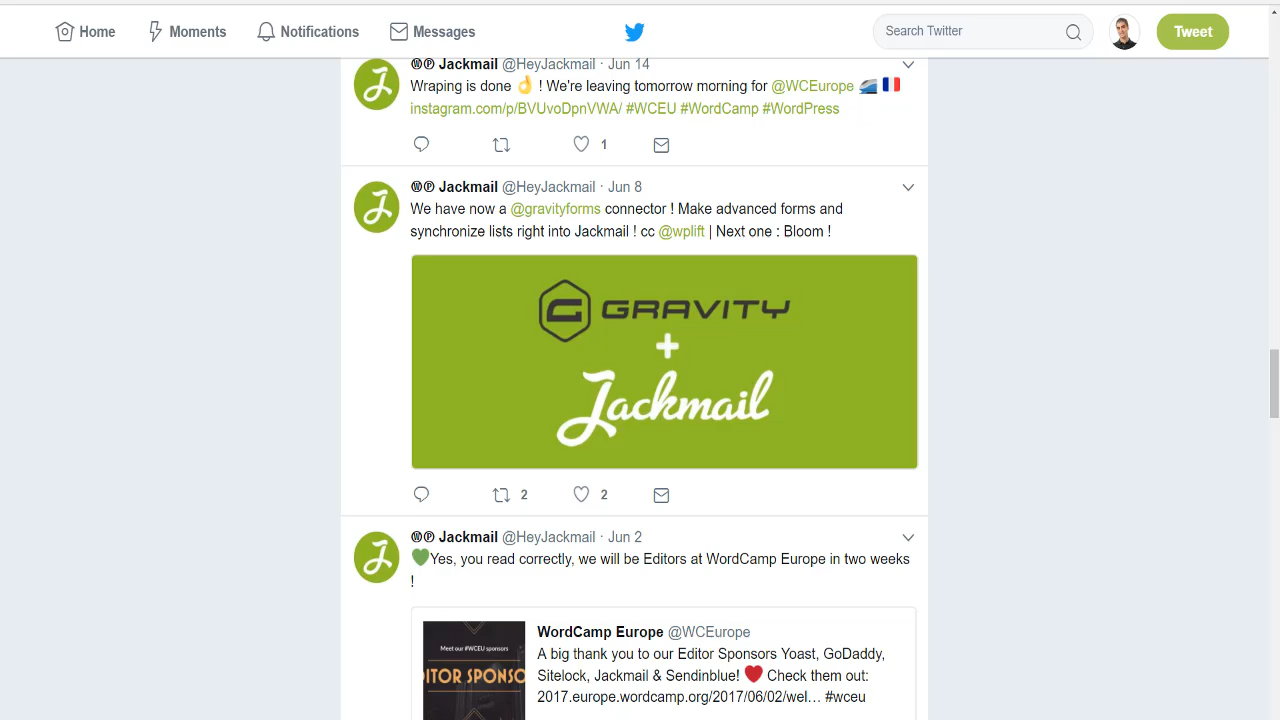 Home Moments Notifications Messages Search Twitter Tweet
Ⓦ℗ Jackmail @HeyJackmail · Jun 14
Wraping is done 👌 ! We're leaving tomorrow morning for @WCEurope 🚄 🇫🇷
instagram.com/p/BVUvoDpnVWA/ #WCEU #WordCamp #WordPress
1
Ⓦ℗ Jackmail @HeyJackmail · Jun 8
We have now a @gravityforms connector ! Make advanced forms and
synchronize lists right into Jackmail ! cc @wplift | Next one : Bloom !
GRAVITY
+
Jackmail
2 2
Ⓦ℗ Jackmail @HeyJackmail · Jun 2
💚Yes, you read correctly, we will be Editors at WordCamp Europe in two weeks
!
WordCamp Europe @WCEurope
A big thank you to our Editor Sponsors Yoast, GoDaddy,
Sitelock, Jackmail & Sendinblue! ❤ Check them out:
2017.europe.wordcamp.org/2017/06/02/wel… #wceu
Meet our #WCEU sponsors
ITOR SPONSO